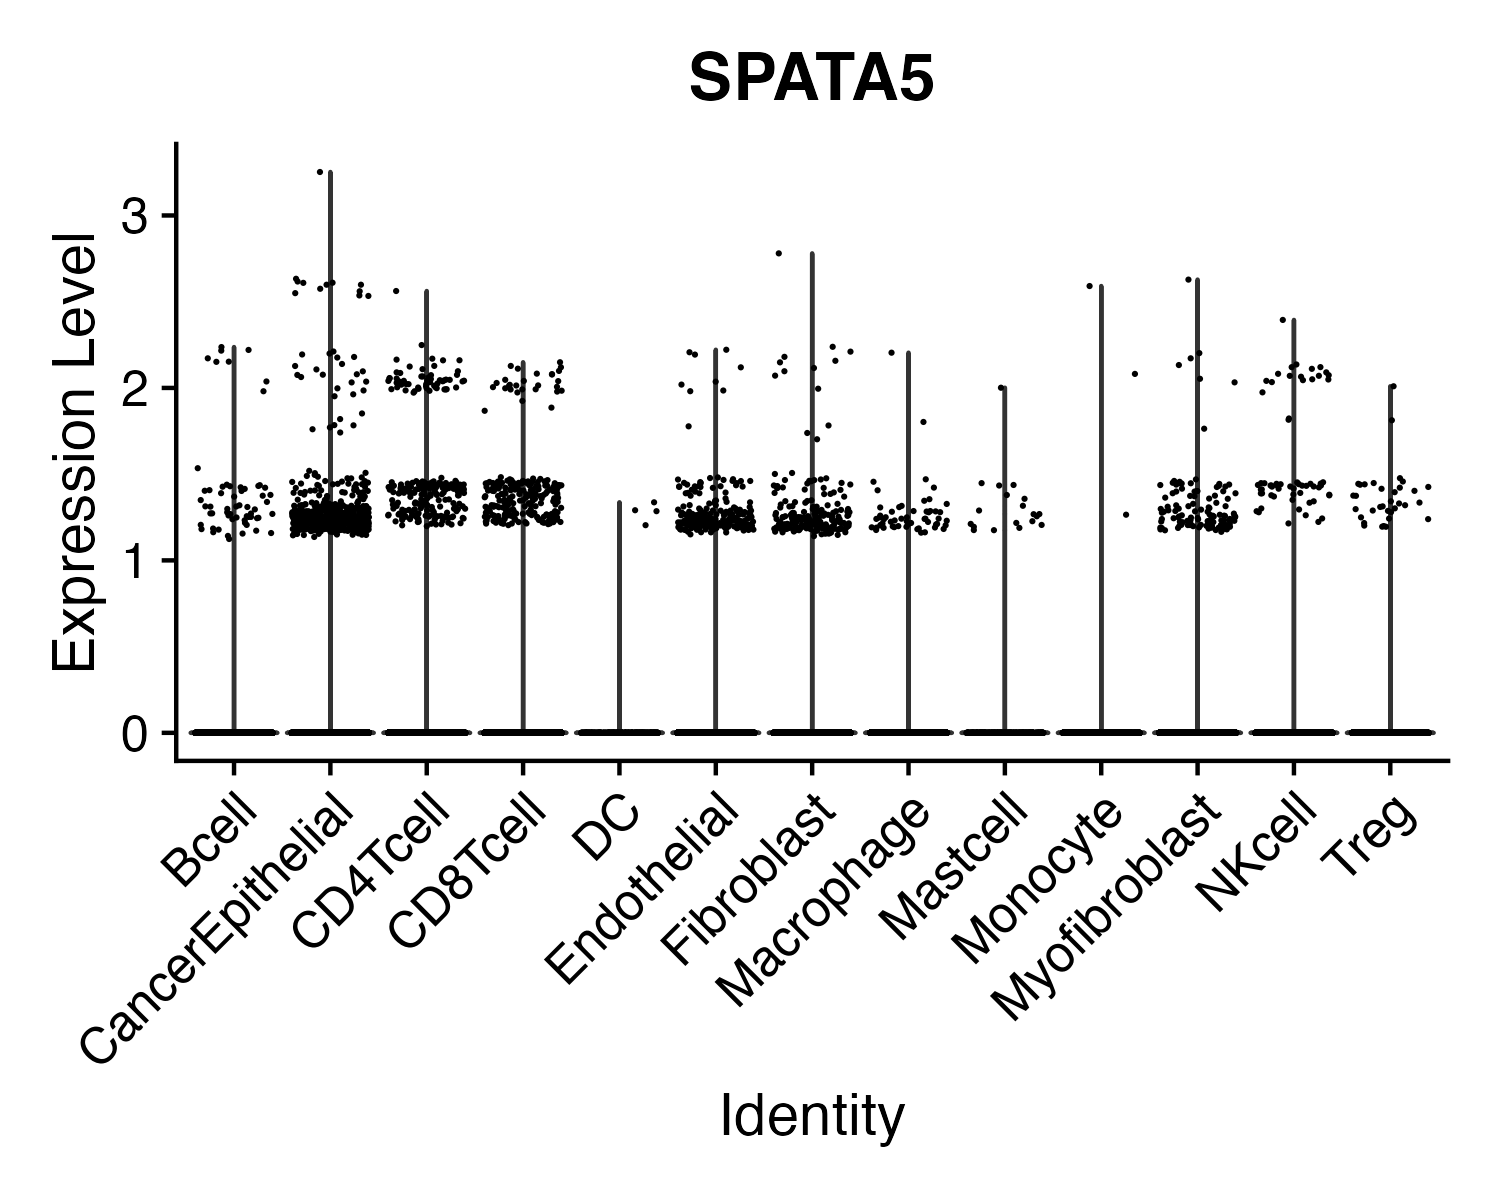 SPATA5
Expression Level
3
2
1
0
Bcell
CancerEpithelial
CD4Tcell
CD8Tcell
DC
Endothelial
Fibroblast
Macrophage
Mastcell
Monocyte
Myofibroblast
NKcell
Treg
Identity